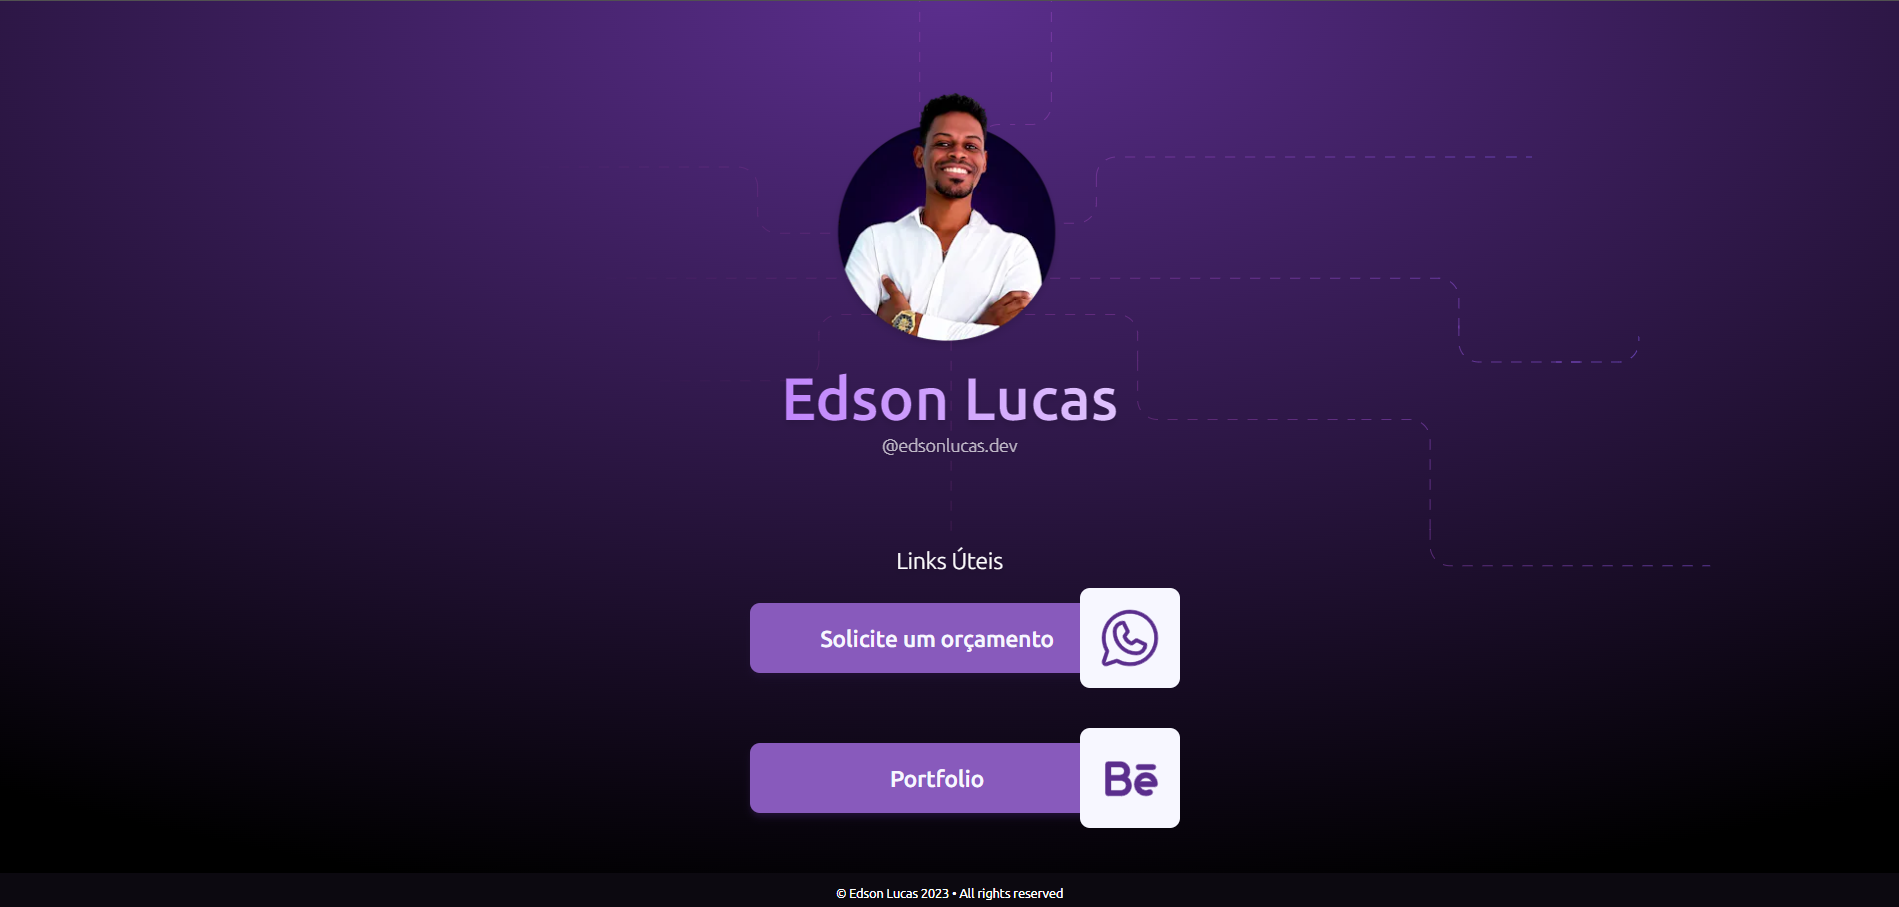 Edson Lucas
@edsonlucas.dev
Links Úteis
Solicite um orçamento
Portfolio
Bē
© Edson Lucas 2023 • All rights reserved